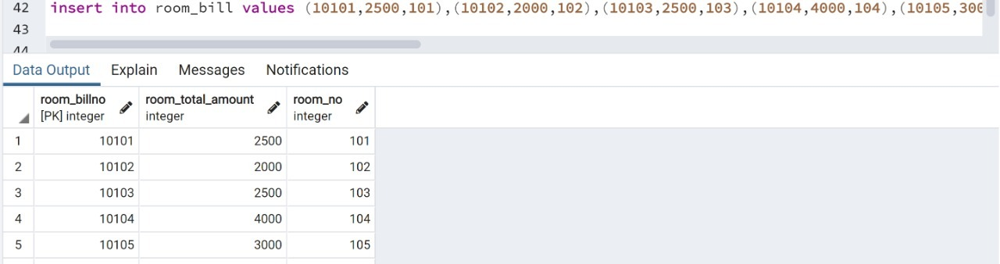 42 insert into room_bill values (10101,2500,101),(10102,2000,102),(10103,2500,103),(10104,4000,104),(10105,300
43
44
Data Output Explain Messages Notifications
room_billno room_total_amount room_no
[PK] integer integer integer
1 10101 2500 101
2 10102 2000 102
3 10103 2500 103
4 10104 4000 104
5 10105 3000 105